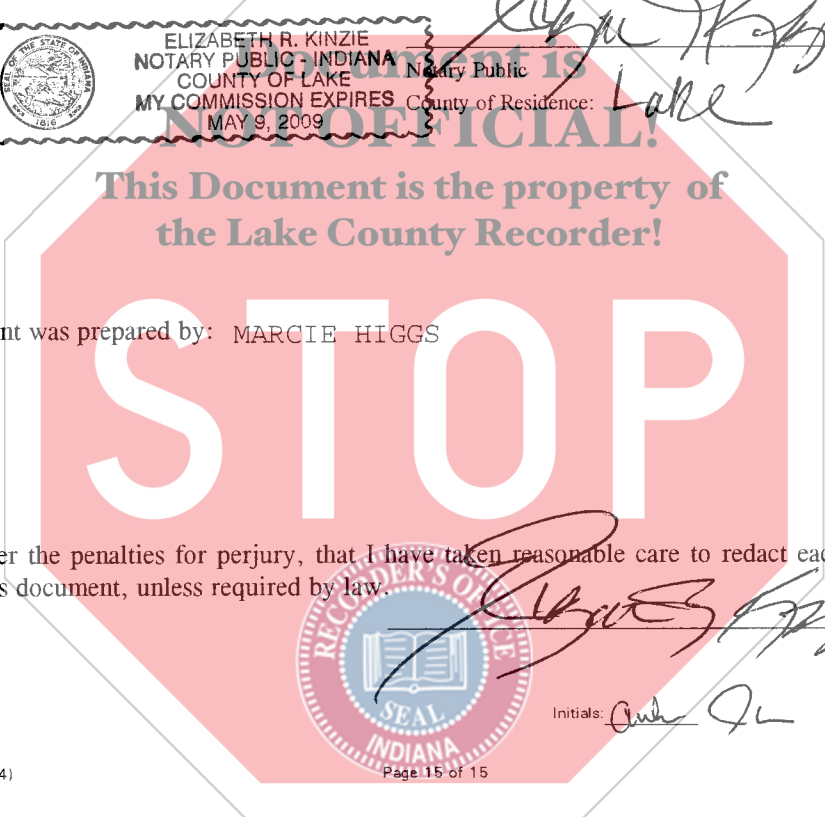 ELIZABETH R. KINZIE
NOTARY PUBLIC - INDIANA
COUNTY OF LAKE
MY COMMISSION EXPIRES
MAY 9, 2009
SEAL OF THE STATE OF INDIANA
1816
Notary Public
County of Residence: Lake
Document is
NOT OFFICIAL!
This Document is the property of
the Lake County Recorder!
STOP
nt was prepared by: MARCIE HIGGS
er the penalties for perjury, that I have taken reasonable care to redact eac
s document, unless required by law.
RECORDER'S OFFICE
SEAL
INDIANA
Initials:
4)
Page 15 of 15